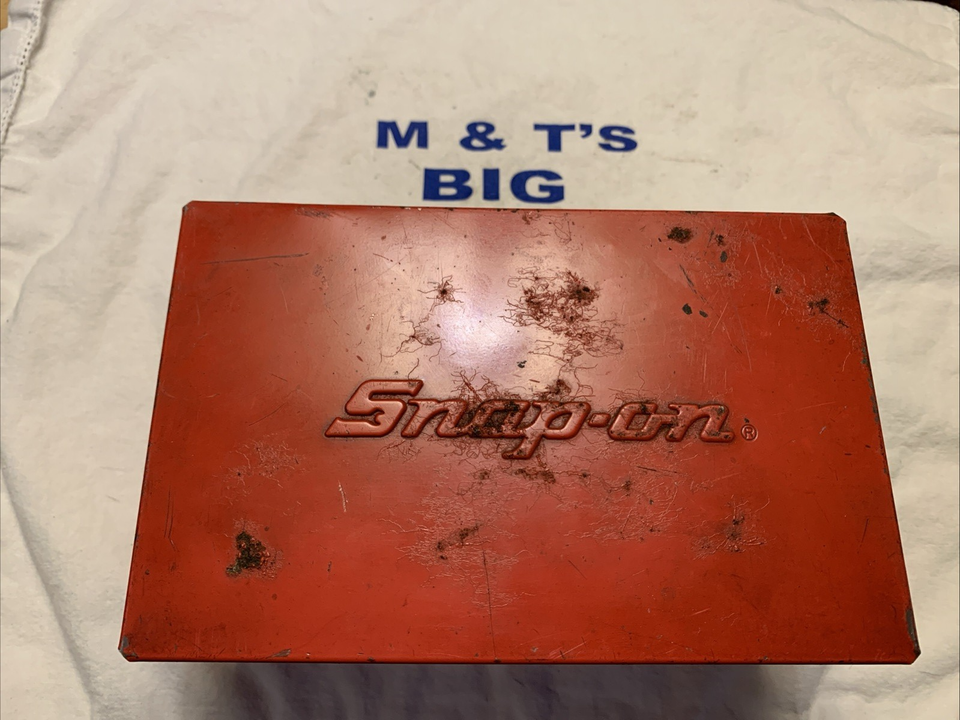 M & T'S
BIG
Snap-on®